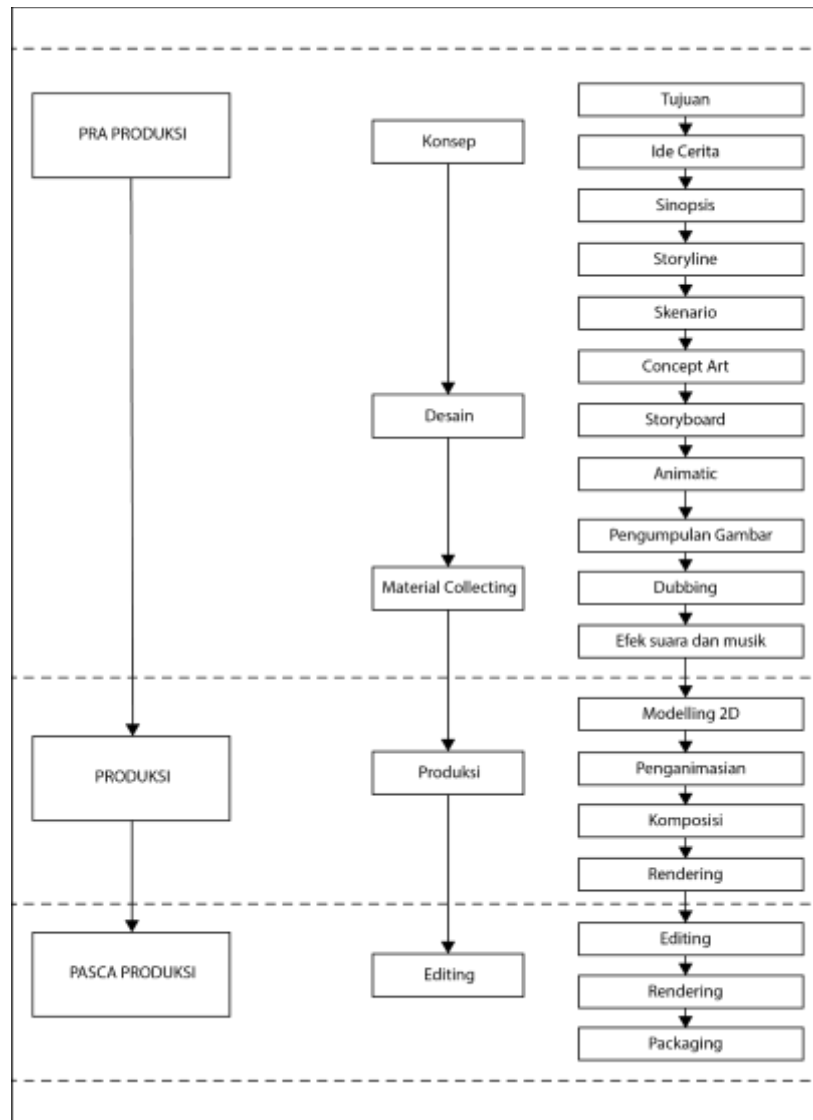 PRA PRODUKSI
Konsep
Tujuan
Ide Cerita
Sinopsis
Storyline
Skenario
Concept Art
Desain
Storyboard
Animatic
Material Collecting
Pengumpulan Gambar
Dubbing
Efek suara dan musik
PRODUKSI
Produksi
Modelling 2D
Penganimasian
Komposisi
Rendering
PASCA PRODUKSI
Editing
Editing
Rendering
Packaging